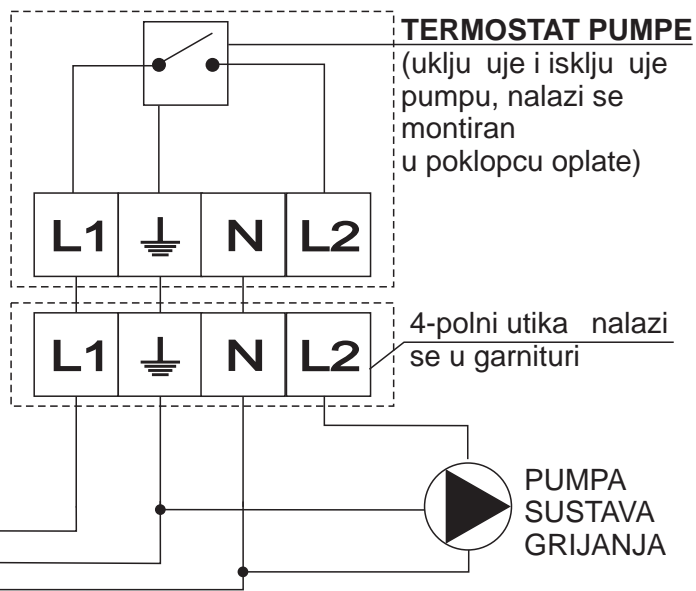 TERMOSTAT PUMPE
(uklju uje i isklju uje
pumpu, nalazi se
montiran
u poklopcu oplate)
L1 N L2
L1 N L2
4-polni utika nalazi
se u garnituri
PUMPA
SUSTAVA
GRIJANJA